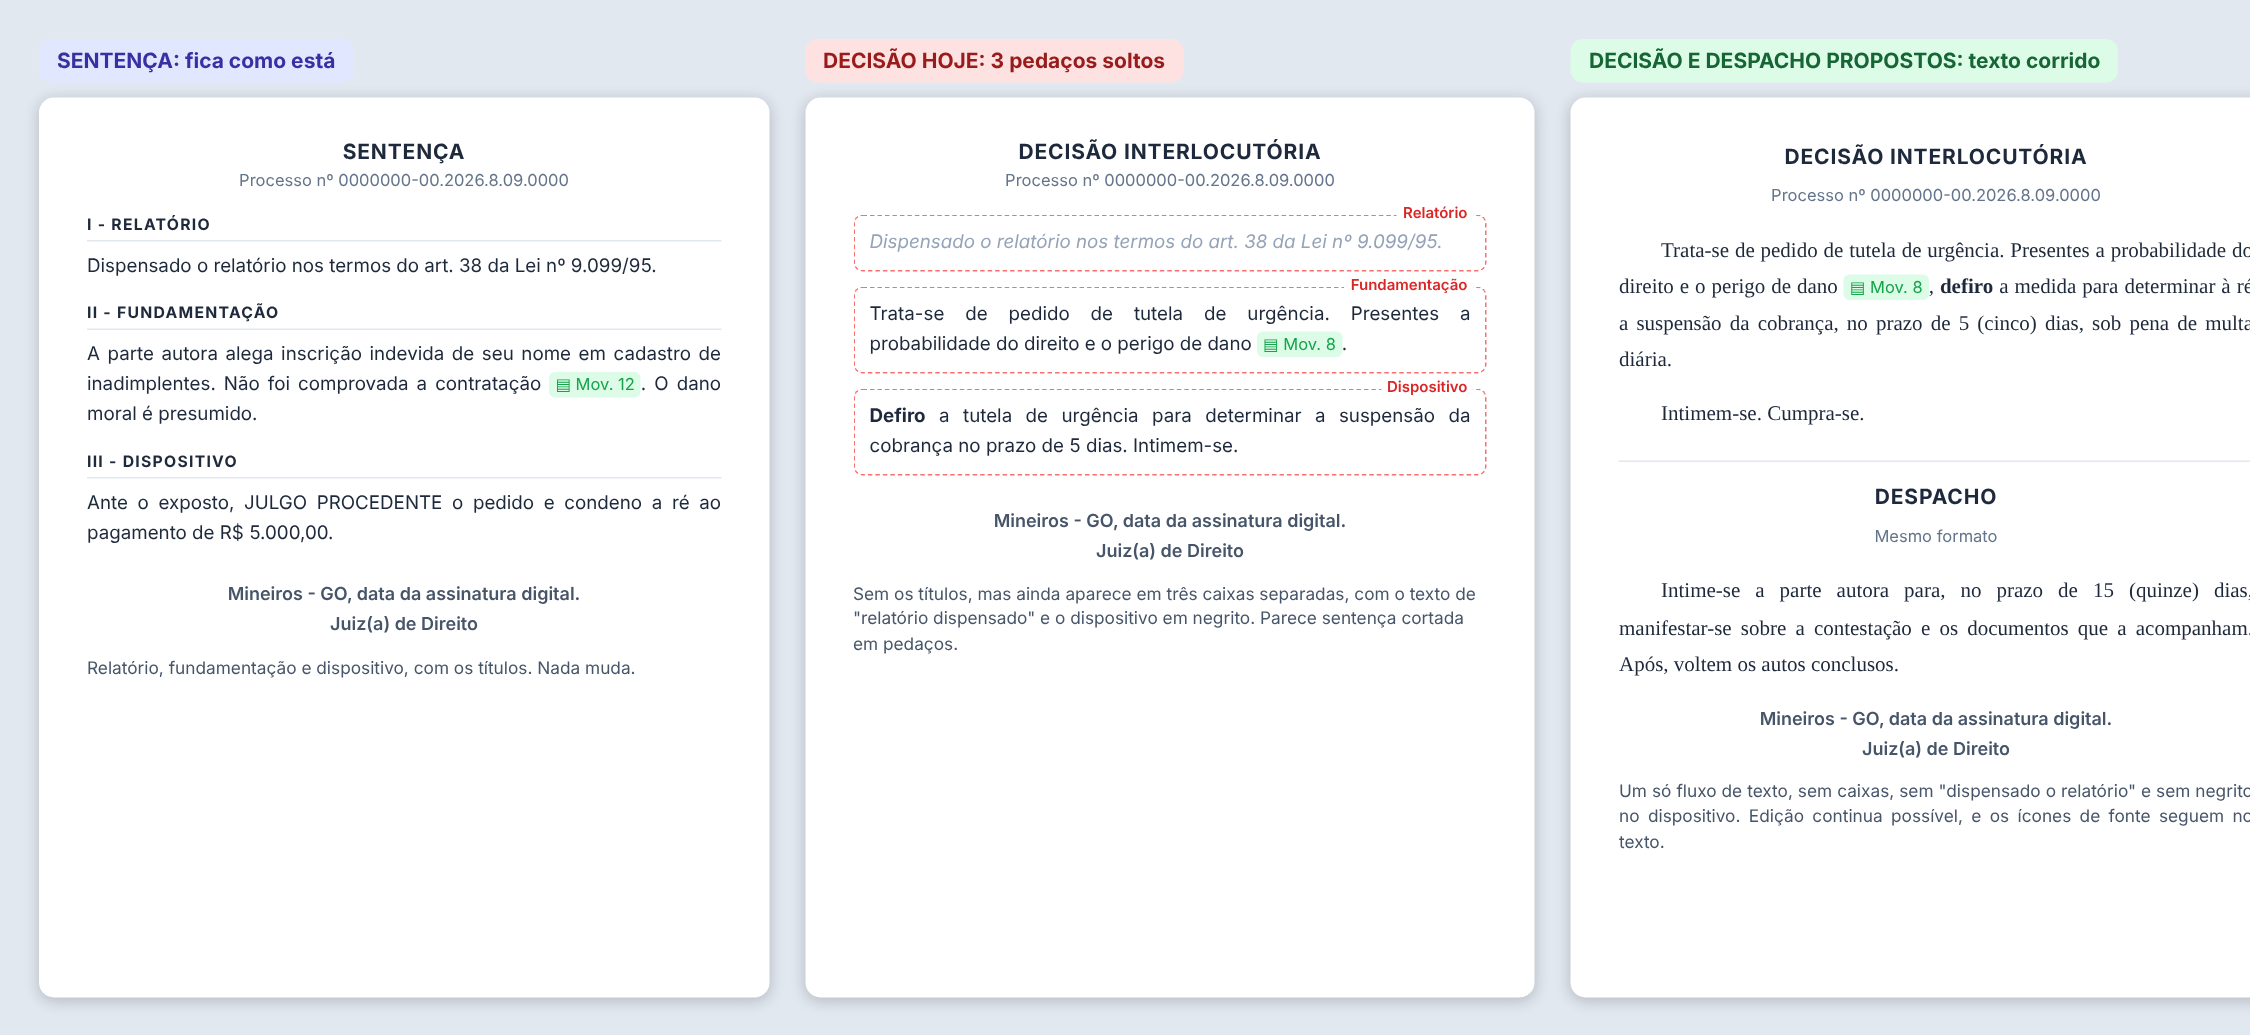 SENTENÇA: fica como está
SENTENÇA
Processo nº 0000000-00.2026.8.09.0000
I - RELATÓRIO
Dispensado o relatório nos termos do art. 38 da Lei nº 9.099/95.
II - FUNDAMENTAÇÃO
A parte autora alega inscrição indevida de seu nome em cadastro de
inadimplentes. Não foi comprovada a contratação ▤ Mov. 12. O dano
moral é presumido.
III - DISPOSITIVO
Ante o exposto, JULGO PROCEDENTE o pedido e condeno a ré ao
pagamento de R$ 5.000,00.
Mineiros - GO, data da assinatura digital.
Juiz(a) de Direito
Relatório, fundamentação e dispositivo, com os títulos. Nada muda.
DECISÃO HOJE: 3 pedaços soltos
DECISÃO INTERLOCUTÓRIA
Processo nº 0000000-00.2026.8.09.0000
Relatório
Dispensado o relatório nos termos do art. 38 da Lei nº 9.099/95.
Fundamentação
Trata-se de pedido de tutela de urgência. Presentes a
probabilidade do direito e o perigo de dano ▤ Mov. 8.
Dispositivo
Defiro a tutela de urgência para determinar a suspensão da
cobrança no prazo de 5 dias. Intimem-se.
Mineiros - GO, data da assinatura digital.
Juiz(a) de Direito
Sem os títulos, mas ainda aparece em três caixas separadas, com o texto de
"relatório dispensado" e o dispositivo em negrito. Parece sentença cortada
em pedaços.
DECISÃO E DESPACHO PROPOSTOS: texto corrido
DECISÃO INTERLOCUTÓRIA
Processo nº 0000000-00.2026.8.09.0000
Trata-se de pedido de tutela de urgência. Presentes a probabilidade do
direito e o perigo de dano ▤ Mov. 8, defiro a medida para determinar à ré
a suspensão da cobrança, no prazo de 5 (cinco) dias, sob pena de multa
diária.
Intimem-se. Cumpra-se.
DESPACHO
Mesmo formato
Intime-se a parte autora para, no prazo de 15 (quinze) dias,
manifestar-se sobre a contestação e os documentos que a acompanham.
Após, voltem os autos conclusos.
Mineiros - GO, data da assinatura digital.
Juiz(a) de Direito
Um só fluxo de texto, sem caixas, sem "dispensado o relatório" e sem negrito
no dispositivo. Edição continua possível, e os ícones de fonte seguem no
texto.